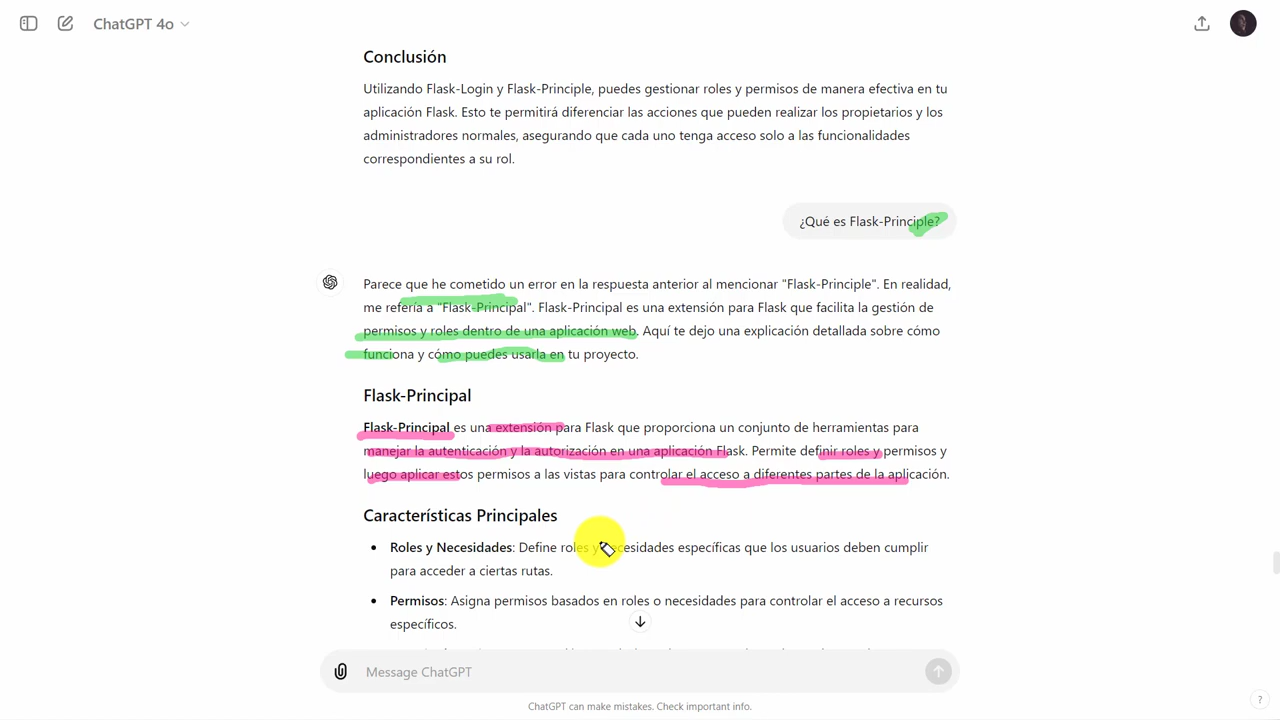 ChatGPT 4o
Conclusión
Utilizando Flask-Login y Flask-Principle, puedes gestionar roles y permisos de manera efectiva en tu
aplicación Flask. Esto te permitirá diferenciar las acciones que pueden realizar los propietarios y los
administradores normales, asegurando que cada uno tenga acceso solo a las funcionalidades
correspondientes a su rol.
¿Qué es Flask-Principle?
Parece que he cometido un error en la respuesta anterior al mencionar "Flask-Principle". En realidad,
me refería a "Flask-Principal". Flask-Principal es una extensión para Flask que facilita la gestión de
permisos y roles dentro de una aplicación web. Aquí te dejo una explicación detallada sobre cómo
funciona y cómo puedes usarla en tu proyecto.
Flask-Principal
Flask-Principal es una extensión para Flask que proporciona un conjunto de herramientas para
manejar la autenticación y la autorización en una aplicación Flask. Permite definir roles y permisos y
luego aplicar estos permisos a las vistas para controlar el acceso a diferentes partes de la aplicación.
Características Principales
• Roles y Necesidades: Define roles y necesidades específicas que los usuarios deben cumplir
para acceder a ciertas rutas.
• Permisos: Asigna permisos basados en roles o necesidades para controlar el acceso a recursos
específicos.
Message ChatGPT
ChatGPT can make mistakes. Check important info.
?